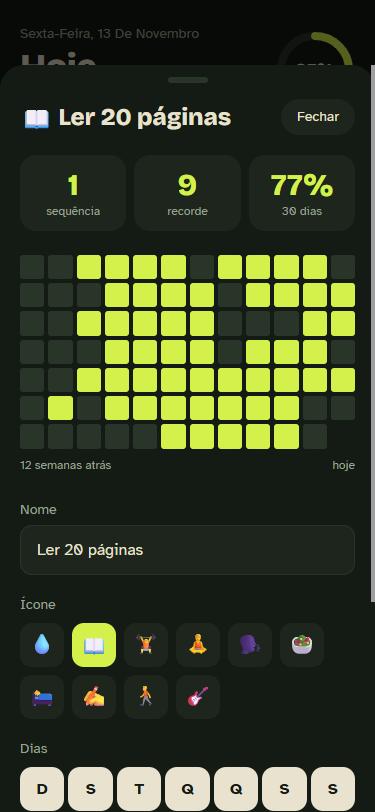 Sexta-Feira, 13 De Novembro
Hoje
Ler 20 páginas
Fechar
1
sequência
9
recorde
77%
30 dias
12 semanas atrás
hoje
Nome
Ler 20 páginas
Ícone
Dias
D S T Q Q S S